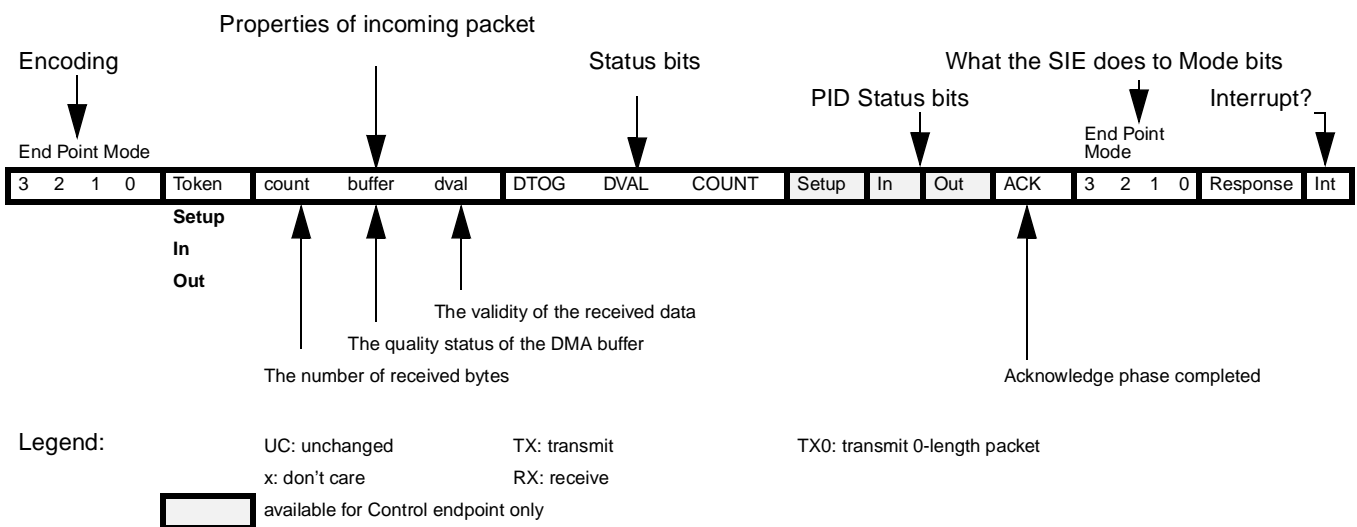 Properties of incoming packet
Encoding
Status bits
What the SIE does to Mode bits
PID Status bits
Interrupt?
End Point Mode
End Point
Mode
3 2 1 0 Token count buffer dval DTOG DVAL COUNT Setup In Out ACK 3 2 1 0 Response Int
Setup
In
Out
The validity of the received data
The quality status of the DMA buffer
The number of received bytes
Acknowledge phase completed
Legend:
UC: unchanged
TX: transmit
TX0: transmit 0-length packet
x: don't care
RX: receive
available for Control endpoint only